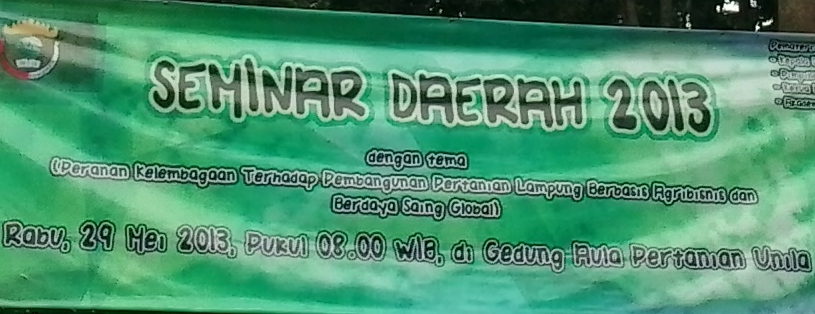 SEMINAR DAERAH 2013
dengan tema
(Peranan Kelembagaan Terhadap Pembangunan Pertanian Lampung Berbasis Agribisnis dan
Berdaya Saing Global)
Rabu, 29 Mei 2013, Pukul 08.00 WIB, di Gedung Aula Pertanian Unila